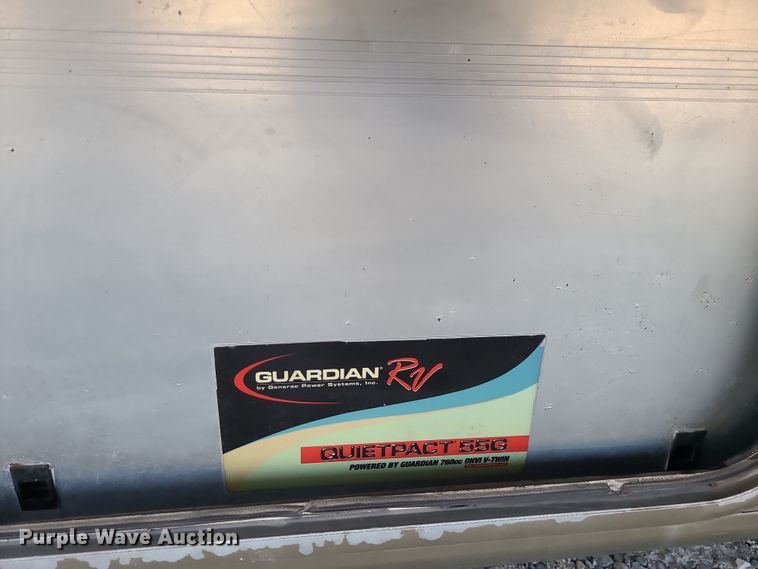 GUARDIAN® RV
by Generac Power Systems, Inc.
QUIETPACT 55G
POWERED BY GUARDIAN 760cc OHVI V-TWIN
Purple Wave Auction